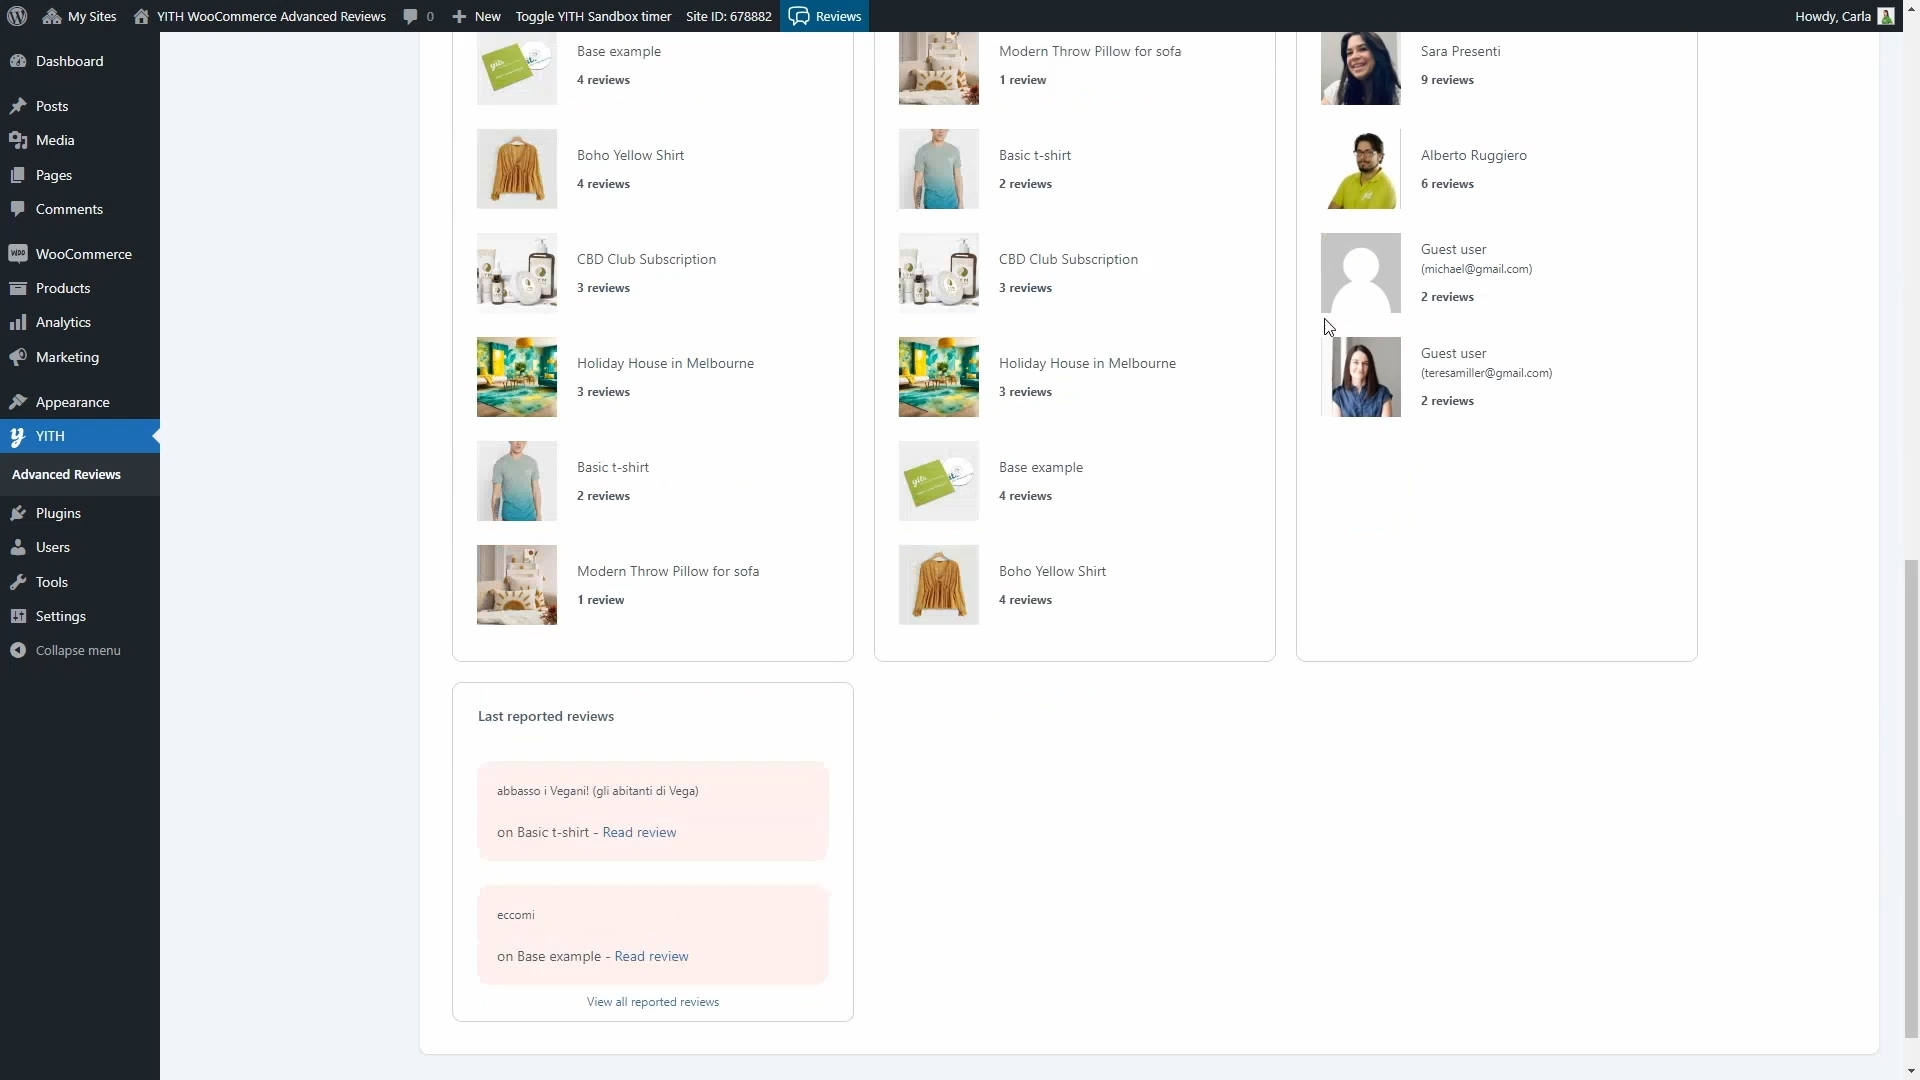 My Sites
YITH WooCommerce Advanced Reviews
0
New
Toggle YITH Sandbox timer
Site ID: 678882
Reviews
Howdy, Carla
Dashboard
Posts
Media
Pages
Comments
WooCommerce
Products
Analytics
Marketing
Appearance
YITH
Advanced Reviews
Plugins
Users
Tools
Settings
Collapse menu
Base example
4 reviews
Boho Yellow Shirt
4 reviews
CBD Club Subscription
3 reviews
Holiday House in Melbourne
3 reviews
Basic t-shirt
2 reviews
Modern Throw Pillow for sofa
1 review
Modern Throw Pillow for sofa
1 review
Basic t-shirt
2 reviews
CBD Club Subscription
3 reviews
Holiday House in Melbourne
3 reviews
Base example
4 reviews
Boho Yellow Shirt
4 reviews
Sara Presenti
9 reviews
Alberto Ruggiero
6 reviews
Guest user
(michael@gmail.com)
2 reviews
Guest user
(teresamiller@gmail.com)
2 reviews
Last reported reviews
abbasso i Vegani! (gli abitanti di Vega)
on Basic t-shirt - Read review
eccomi
on Base example - Read review
View all reported reviews